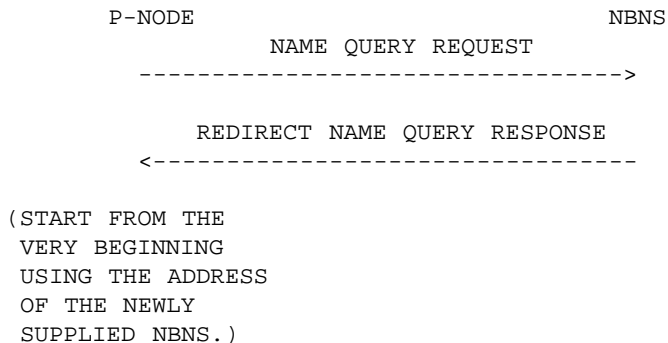 P-NODE NBNS
NAME QUERY REQUEST
--------------------------------->
REDIRECT NAME QUERY RESPONSE
<---------------------------------
(START FROM THE
VERY BEGINNING
USING THE ADDRESS
OF THE NEWLY
SUPPLIED NBNS.)